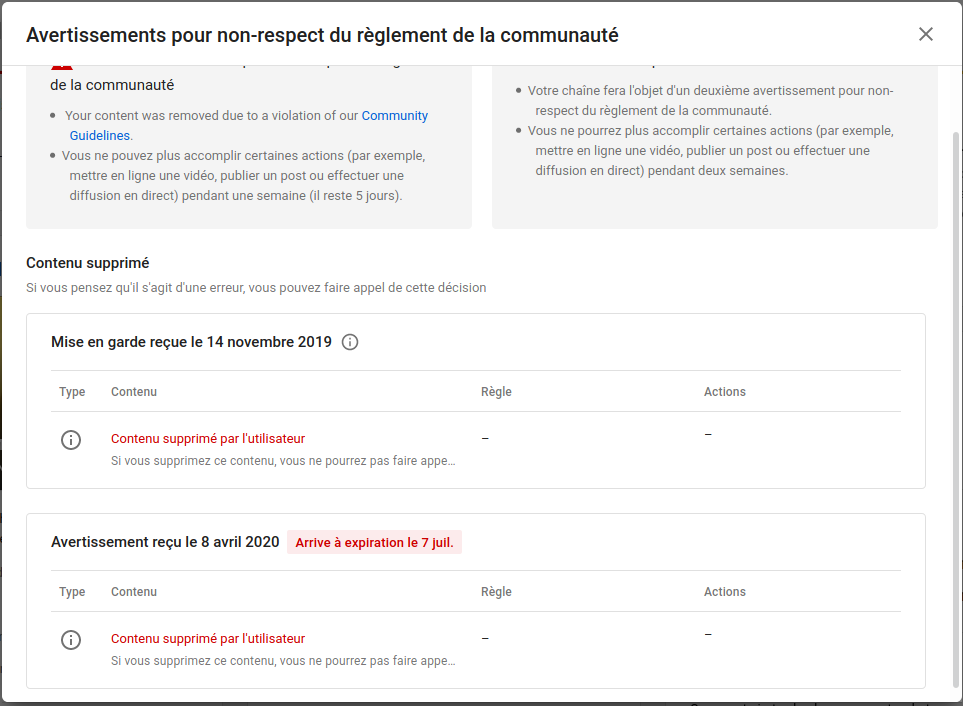 Avertissements pour non-respect du règlement de la communauté
de la communauté
• Your content was removed due to a violation of our Community
Guidelines.
• Vous ne pouvez plus accomplir certaines actions (par exemple,
mettre en ligne une vidéo, publier un post ou effectuer une
diffusion en direct) pendant une semaine (il reste 5 jours).
• Votre chaîne fera l'objet d'un deuxième avertissement pour non-
respect du règlement de la communauté.
• Vous ne pourrez plus accomplir certaines actions (par exemple,
mettre en ligne une vidéo, publier un post ou effectuer une
diffusion en direct) pendant deux semaines.
Contenu supprimé
Si vous pensez qu'il s'agit d'une erreur, vous pouvez faire appel de cette décision
Mise en garde reçue le 14 novembre 2019
Type Contenu Règle Actions
Contenu supprimé par l'utilisateur – –
Si vous supprimez ce contenu, vous ne pourrez pas faire appe...
Avertissement reçu le 8 avril 2020 Arrive à expiration le 7 juil.
Type Contenu Règle Actions
Contenu supprimé par l'utilisateur – –
Si vous supprimez ce contenu, vous ne pourrez pas faire appe...